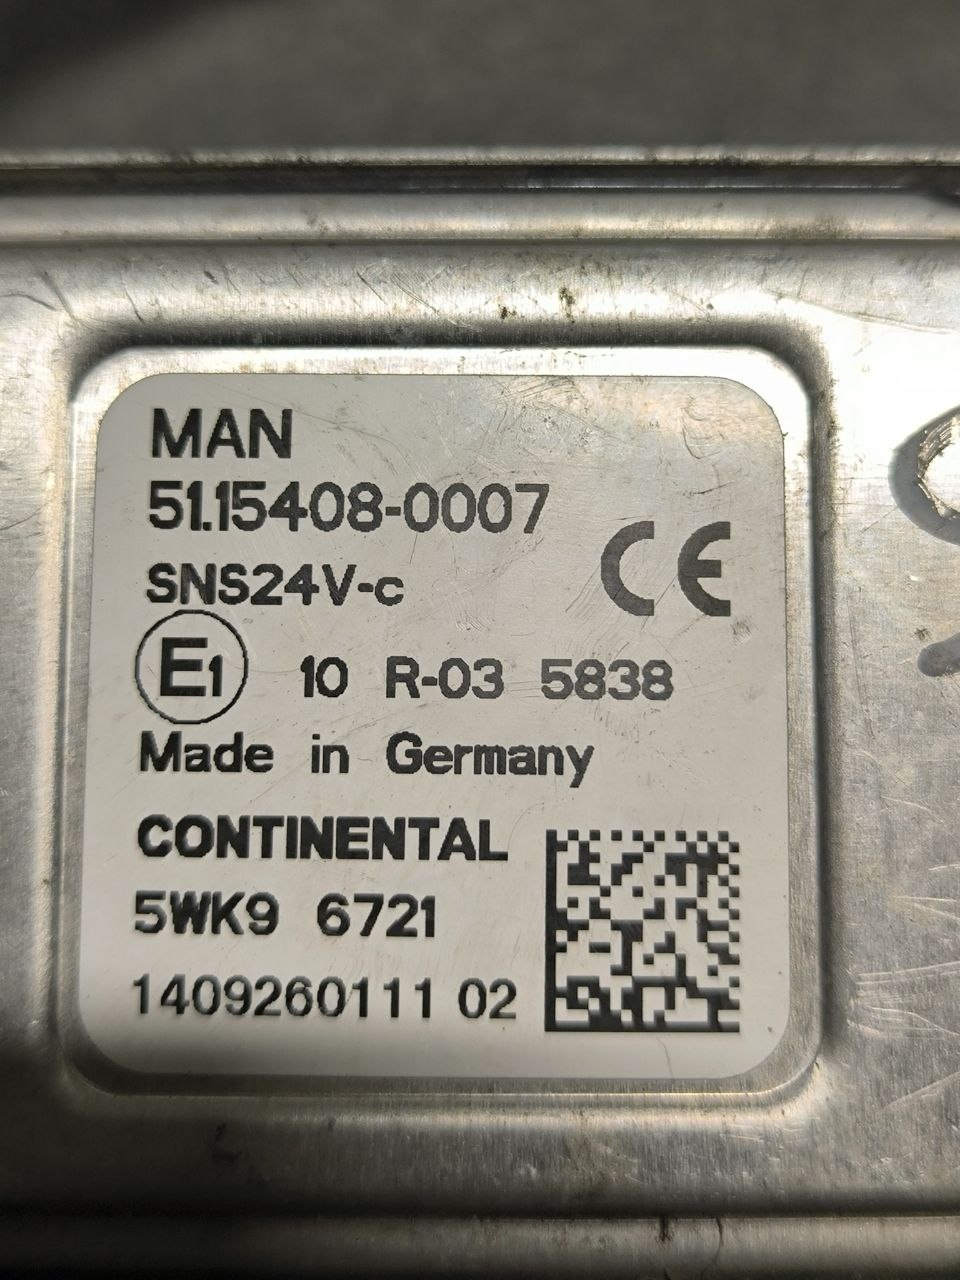 MAN
51.15408-0007
SNS24V-c
CE
E1 10 R-03 5838
Made in Germany
CONTINENTAL
5WK9 6721
1409260111 02